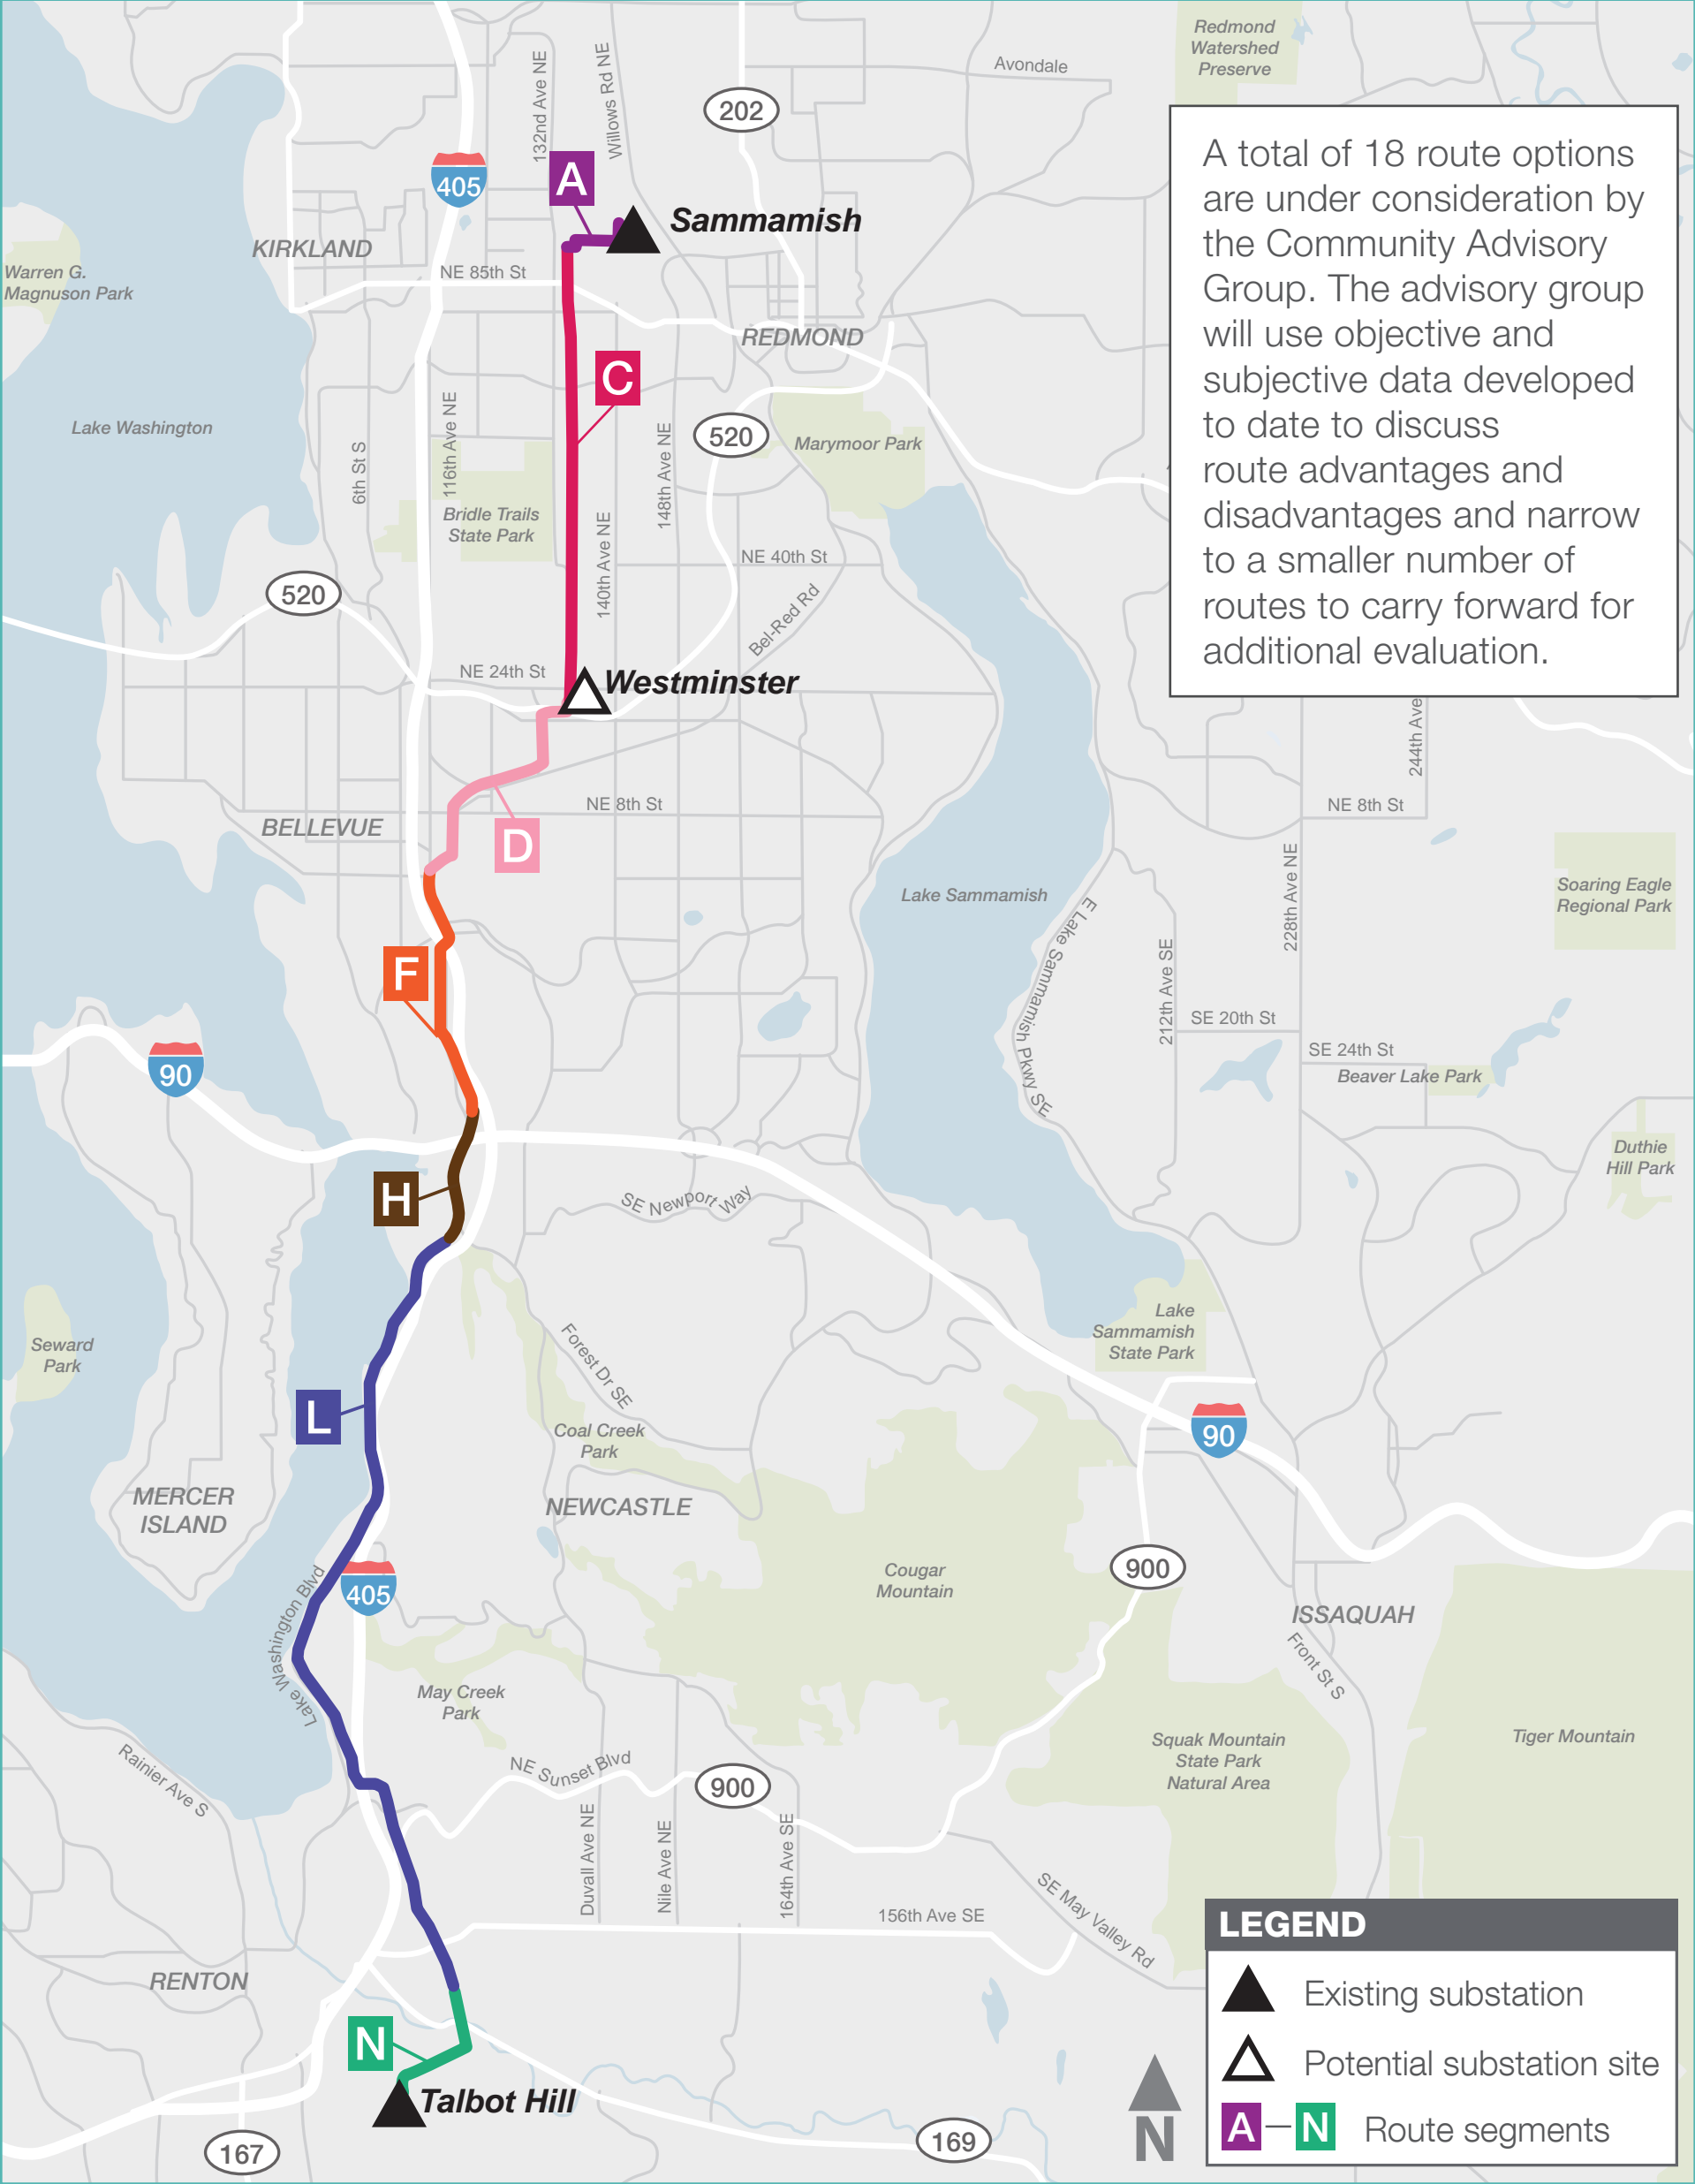 Redmond
Watershed
Preserve
Avondale
132nd Ave NE
Willows Rd NE
202
A total of 18 route options
are under consideration by
the Community Advisory
Group. The advisory group
will use objective and
subjective data developed
to date to discuss
route advantages and
disadvantages and narrow
to a smaller number of
routes to carry forward for
additional evaluation.
405
A
Sammamish
KIRKLAND
Warren G.
Magnuson Park
NE 85th St
REDMOND
C
116th Ave NE
Lake Washington
6th St S
148th Ave NE
520
Marymoor Park
Bridle Trails
State Park
140th Ave NE
NE 40th St
520
Bel-Red Rd
NE 24th St
Westminster
244th Ave
NE 8th St
NE 8th St
BELLEVUE
D
Lake Sammamish
E Lake Sammamish Pkwy SE
228th Ave NE
Soaring Eagle
Regional Park
F
212th Ave SE
SE 20th St
SE 24th St
Beaver Lake Park
90
Duthie
Hill Park
H
SE Newport Way
Seward
Park
Lake
Sammamish
State Park
Forest Dr SE
L
Coal Creek
Park
90
MERCER
ISLAND
NEWCASTLE
Cougar
Mountain
900
405
ISSAQUAH
Lake Washington Blvd
Front St S
May Creek
Park
Squak Mountain
State Park
Natural Area
Tiger Mountain
Rainier Ave S
NE Sunset Blvd
900
Duvall Ave NE
Nile Ave NE
164th Ave SE
156th Ave SE
SE May Valley Rd
RENTON
N
Talbot Hill
167
169
N
LEGEND
Existing substation
Potential substation site
A — N Route segments